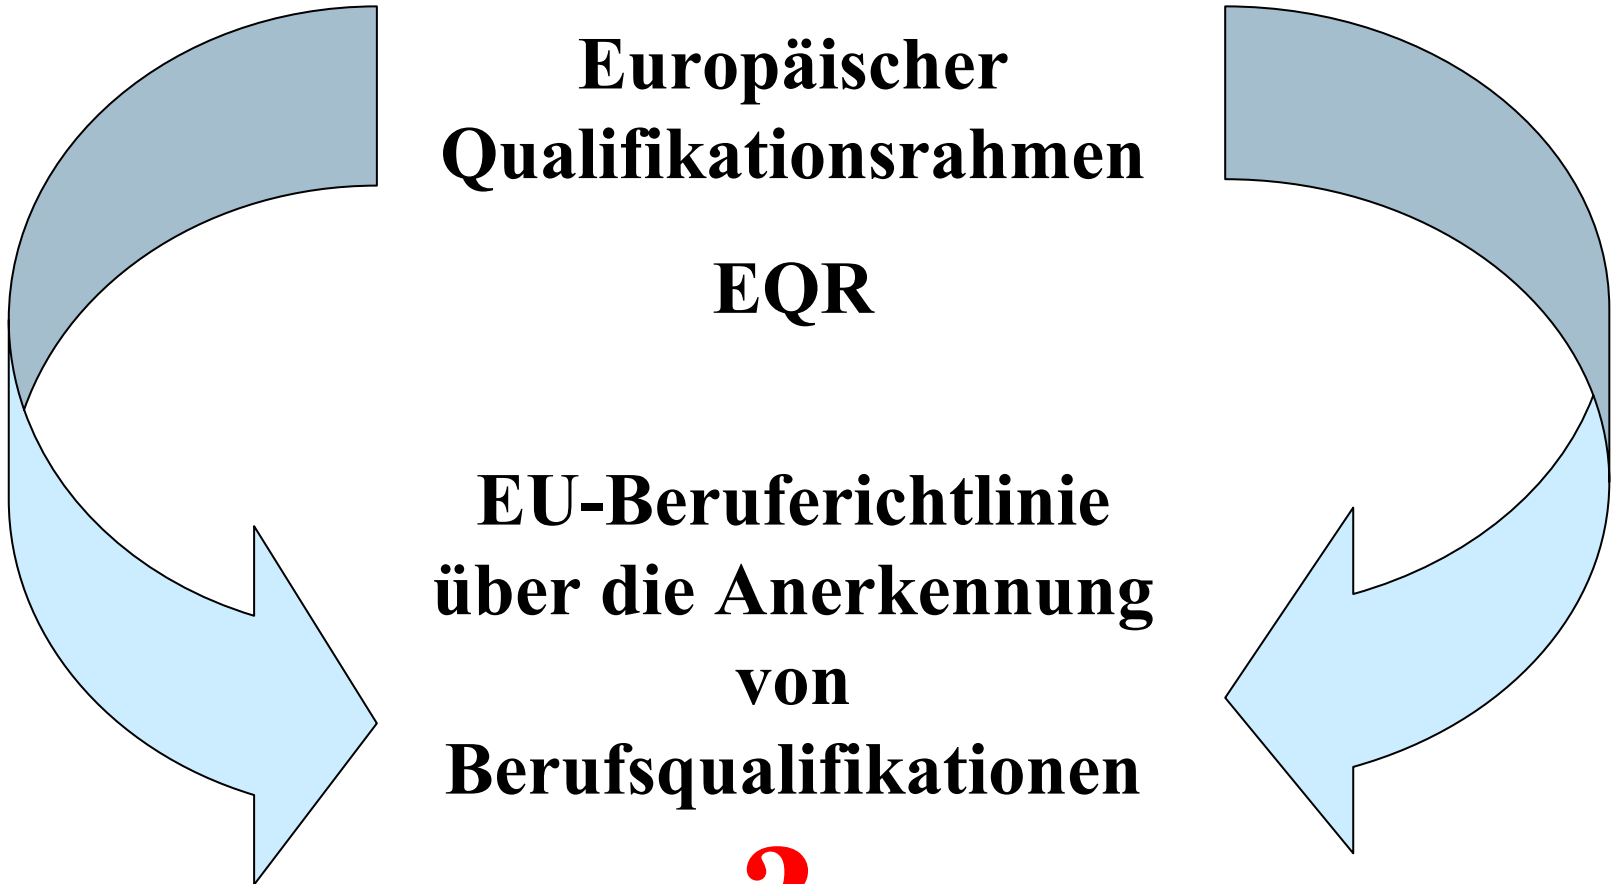 Europäischer
Qualifikationsrahmen
EQR
EU-Beruferichtlinie
über die Anerkennung
von
Berufsqualifikationen
?